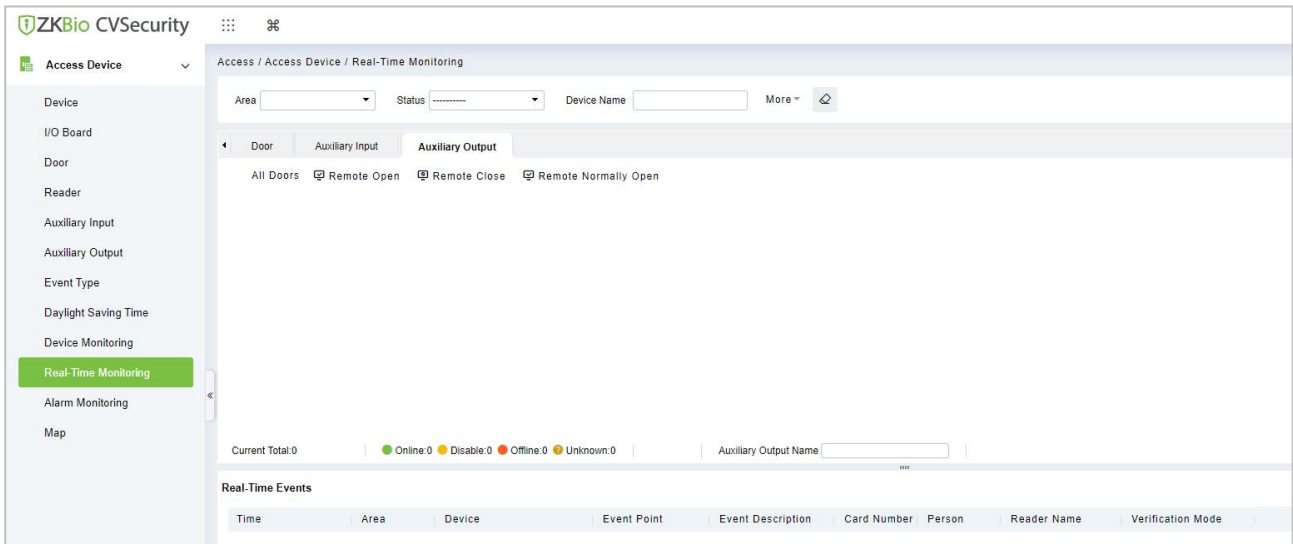 ZKBio CVSecurity
Access Device
Access / Access Device / Real-Time Monitoring
Device
Area Status ---------- Device Name More
I/O Board
Door Auxiliary Input Auxiliary Output
Door
All Doors Remote Open Remote Close Remote Normally Open
Reader
Auxiliary Input
Auxiliary Output
Event Type
Daylight Saving Time
Device Monitoring
Real-Time Monitoring
Alarm Monitoring
Map
Current Total:0 Online:0 Disable:0 Offline:0 ? Unknown:0 Auxiliary Output Name
Real-Time Events
Time Area Device Event Point Event Description Card Number Person Reader Name Verification Mode